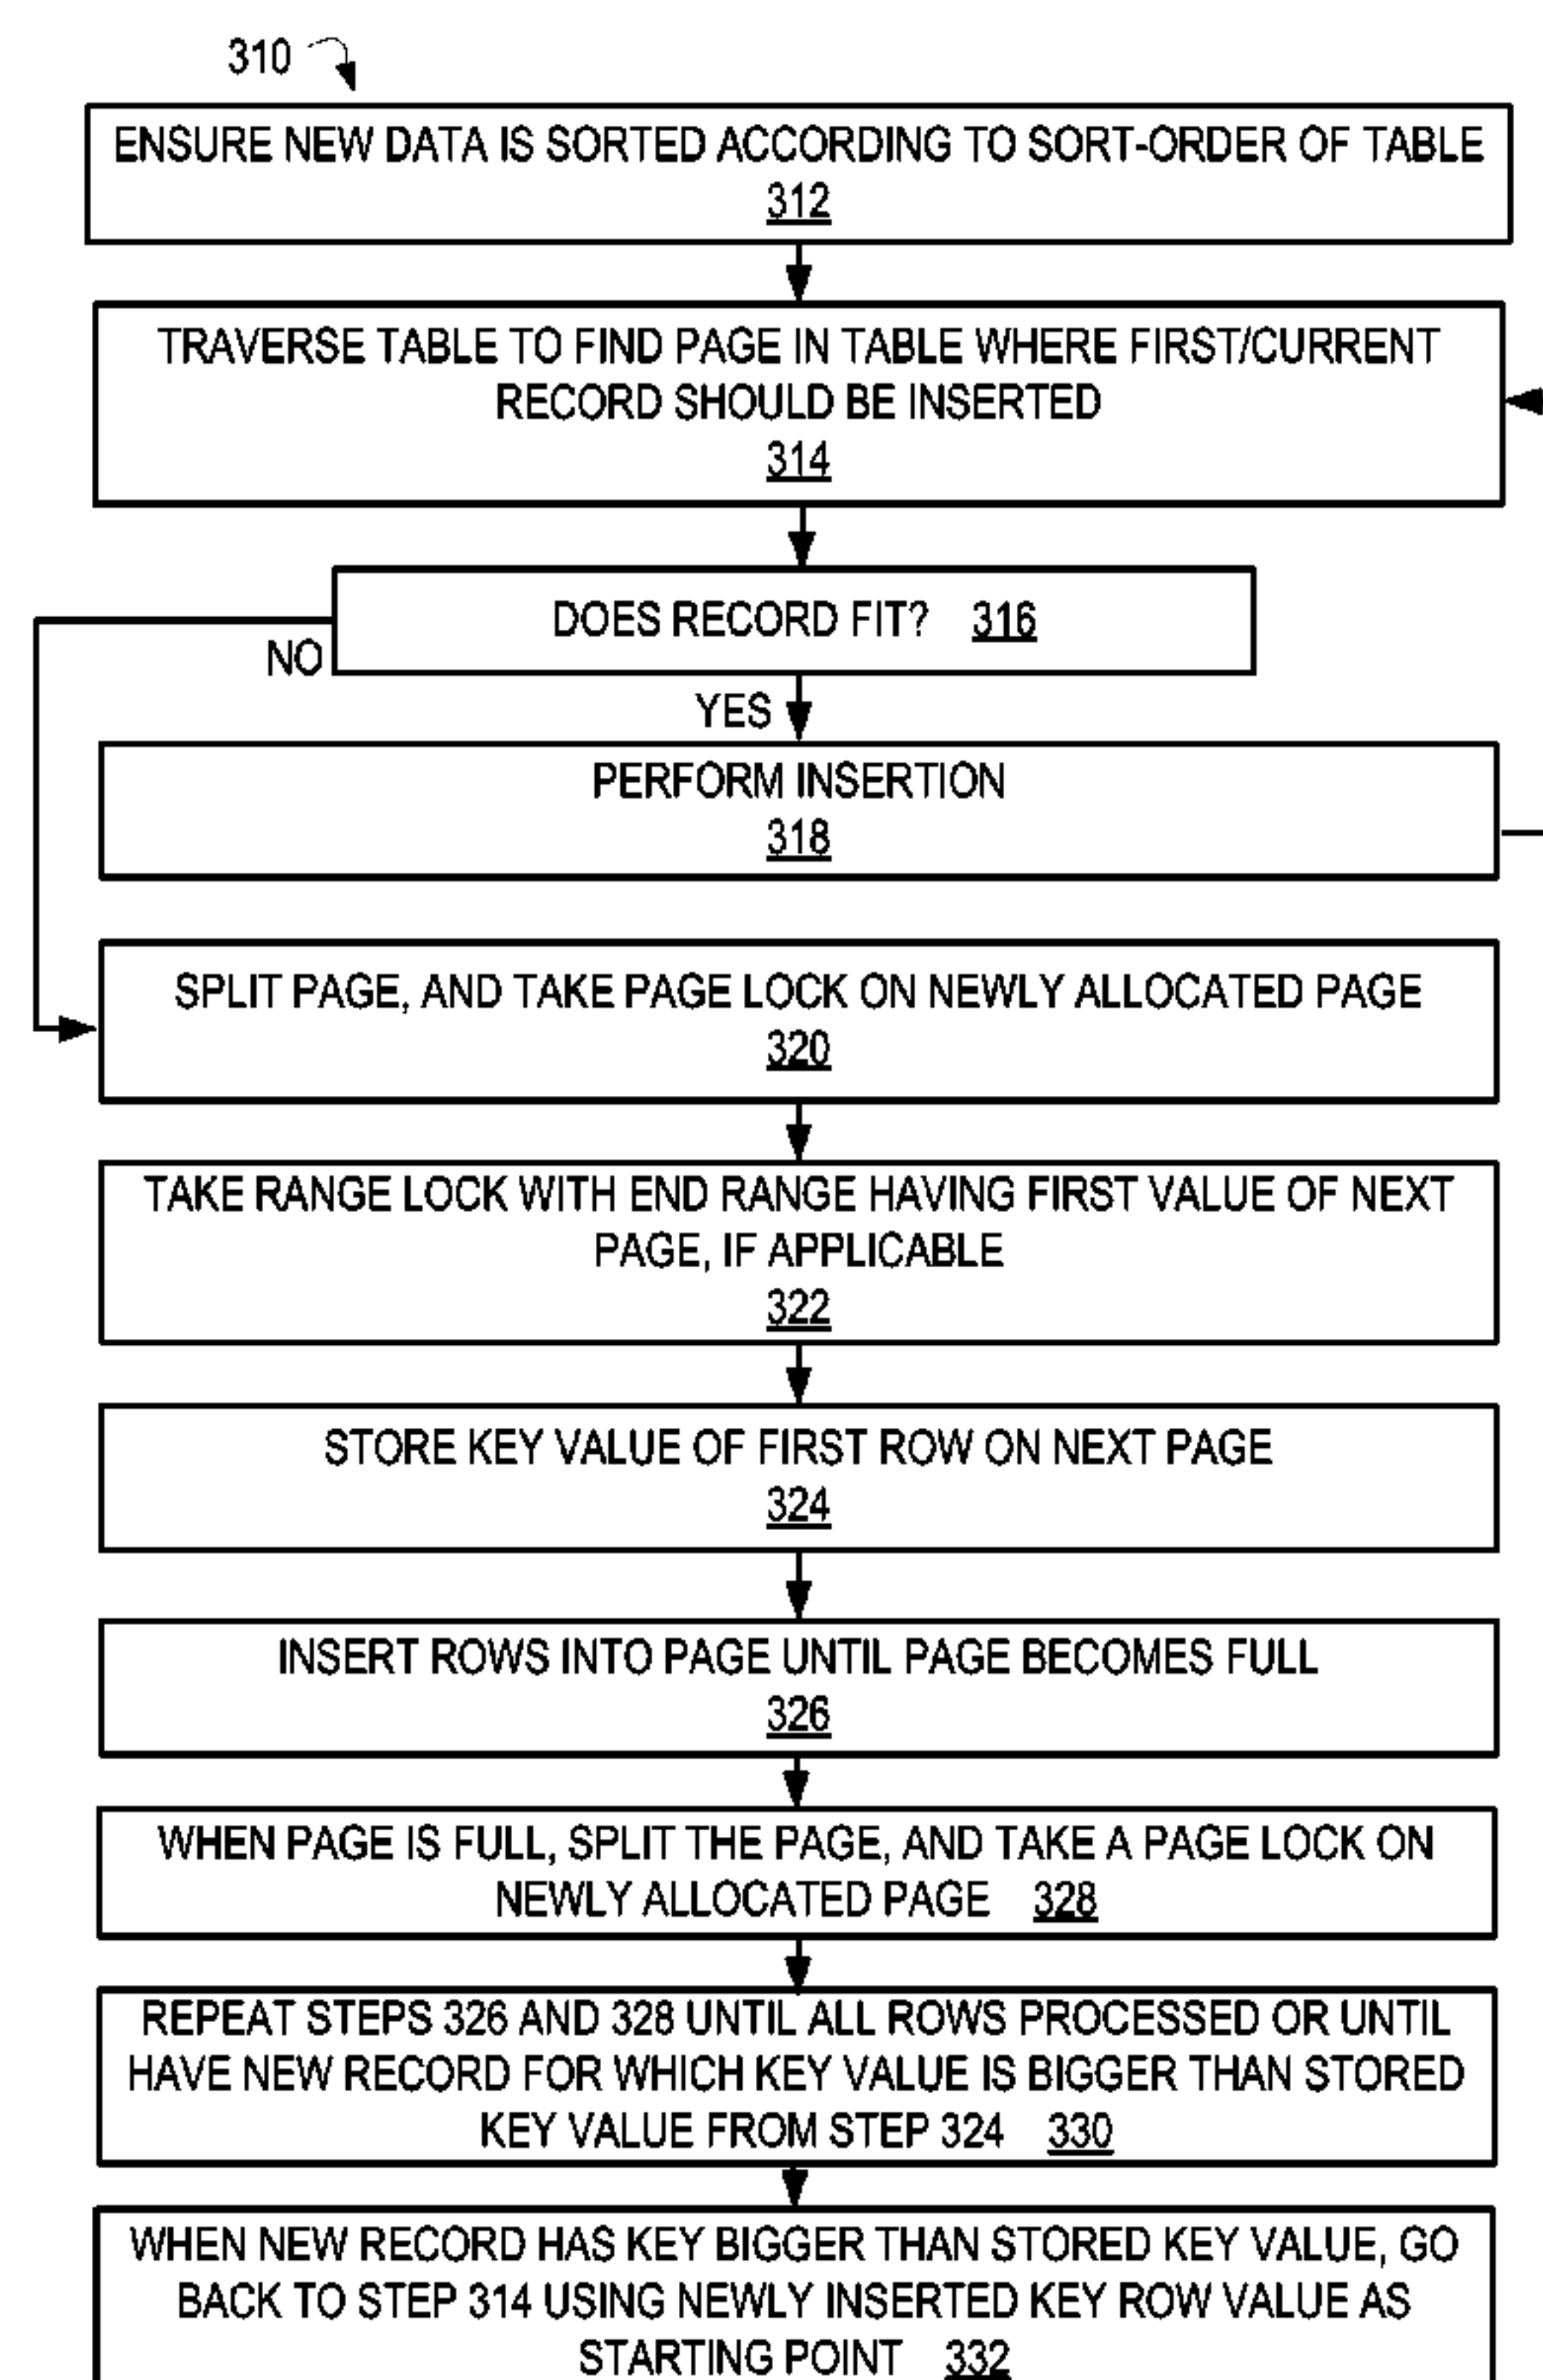 310
ENSURE NEW DATA IS SORTED ACCORDING TO SORT-ORDER OF TABLE
312
TRAVERSE TABLE TO FIND PAGE IN TABLE WHERE FIRST/CURRENT
RECORD SHOULD BE INSERTED
314
DOES RECORD FIT? 316
NO
YES
PERFORM INSERTION
318
SPLIT PAGE, AND TAKE PAGE LOCK ON NEWLY ALLOCATED PAGE
320
TAKE RANGE LOCK WITH END RANGE HAVING FIRST VALUE OF NEXT
PAGE, IF APPLICABLE
322
STORE KEY VALUE OF FIRST ROW ON NEXT PAGE
324
INSERT ROWS INTO PAGE UNTIL PAGE BECOMES FULL
326
WHEN PAGE IS FULL, SPLIT THE PAGE, AND TAKE A PAGE LOCK ON
NEWLY ALLOCATED PAGE 328
REPEAT STEPS 326 AND 328 UNTIL ALL ROWS PROCESSED OR UNTIL
HAVE NEW RECORD FOR WHICH KEY VALUE IS BIGGER THAN STORED
KEY VALUE FROM STEP 324 330
WHEN NEW RECORD HAS KEY BIGGER THAN STORED KEY VALUE, GO
BACK TO STEP 314 USING NEWLY INSERTED KEY ROW VALUE AS
STARTING POINT 332